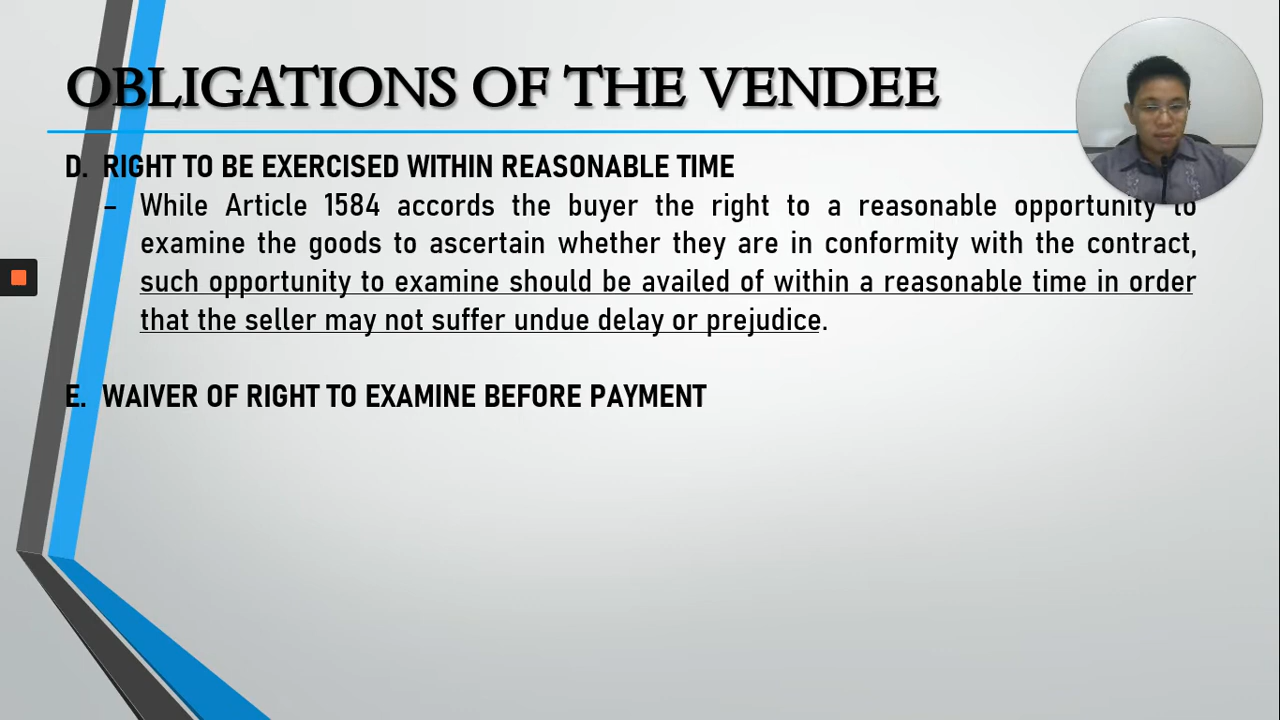 OBLIGATIONS OF THE VENDEE
D. RIGHT TO BE EXERCISED WITHIN REASONABLE TIME
– While Article 1584 accords the buyer the right to a reasonable opportunity to
examine the goods to ascertain whether they are in conformity with the contract,
such opportunity to examine should be availed of within a reasonable time in order
that the seller may not suffer undue delay or prejudice.
E. WAIVER OF RIGHT TO EXAMINE BEFORE PAYMENT